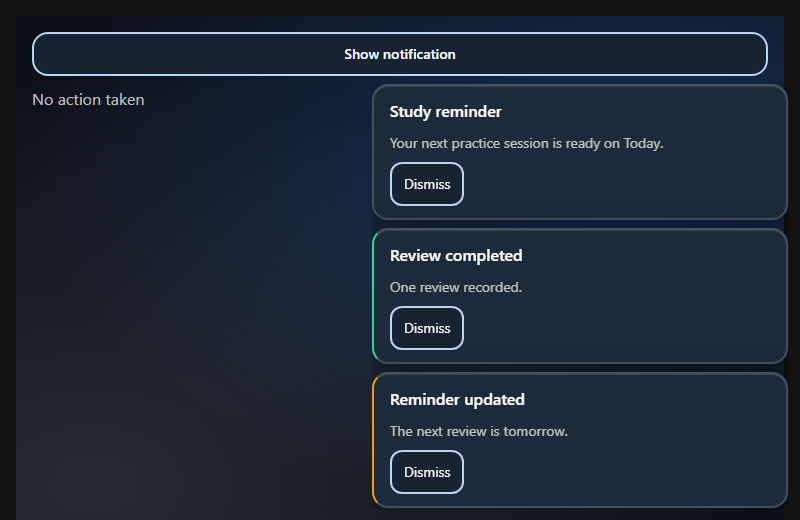 Show notification
No action taken
Study reminder
Your next practice session is ready on Today.
Dismiss
Review completed
One review recorded.
Dismiss
Reminder updated
The next review is tomorrow.
Dismiss